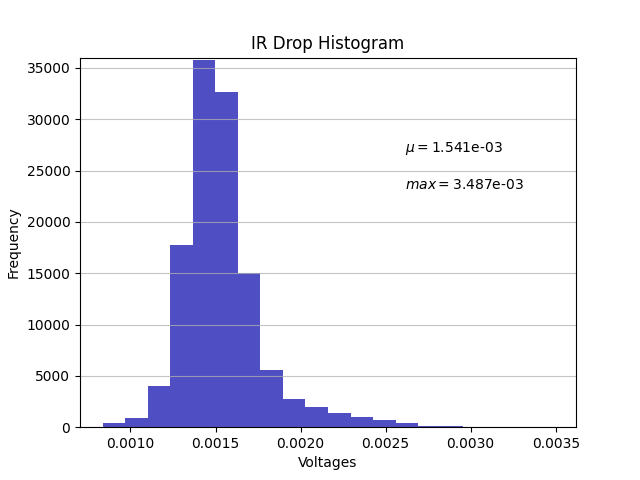 IR Drop Histogram
35000
30000
25000
20000
15000
10000
5000
0
Frequency
μ = 1.541e-03
max = 3.487e-03
0.0010 0.0015 0.0020 0.0025 0.0030 0.0035
Voltages